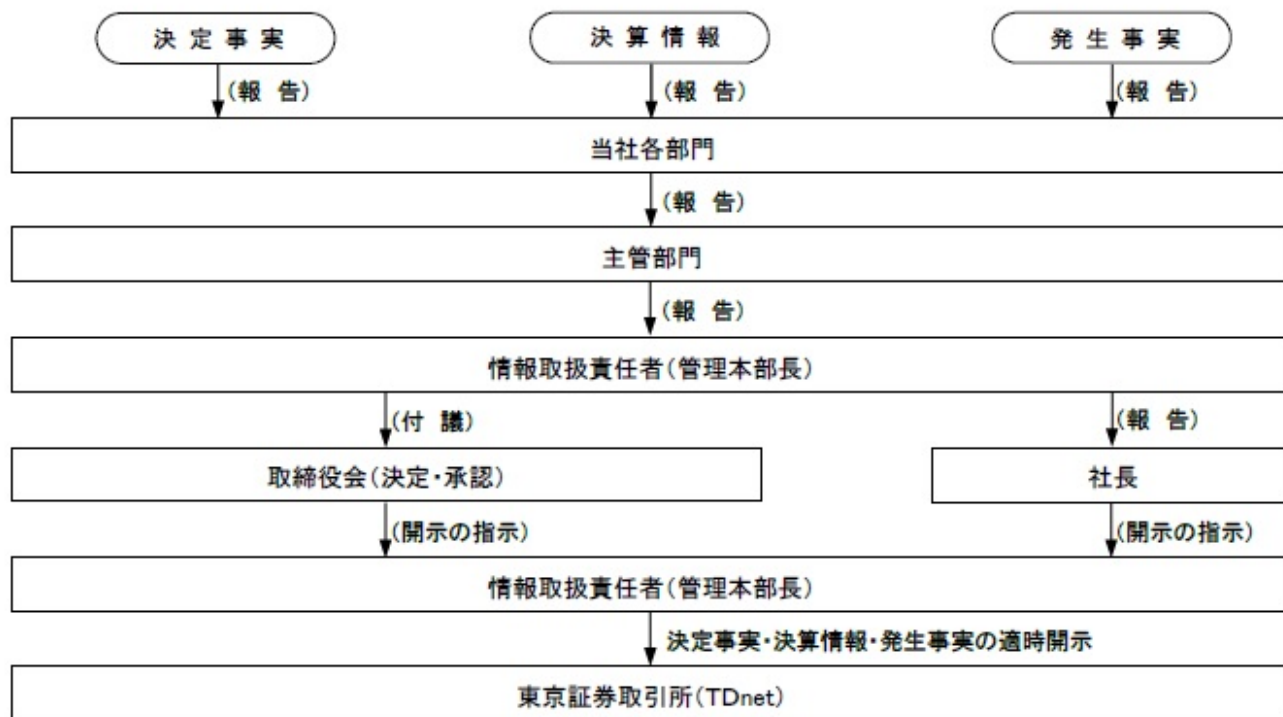 決定事実 決算情報 発生事実
(報 告) (報 告) (報 告)
当社各部門
(報 告)
主管部門
(報 告)
情報取扱責任者(管理本部長)
(付 議) (報 告)
取締役会(決定・承認) 社長
(開示の指示) (開示の指示)
情報取扱責任者(管理本部長)
決定事実・決算情報・発生事実の適時開示
東京証券取引所(TDnet)